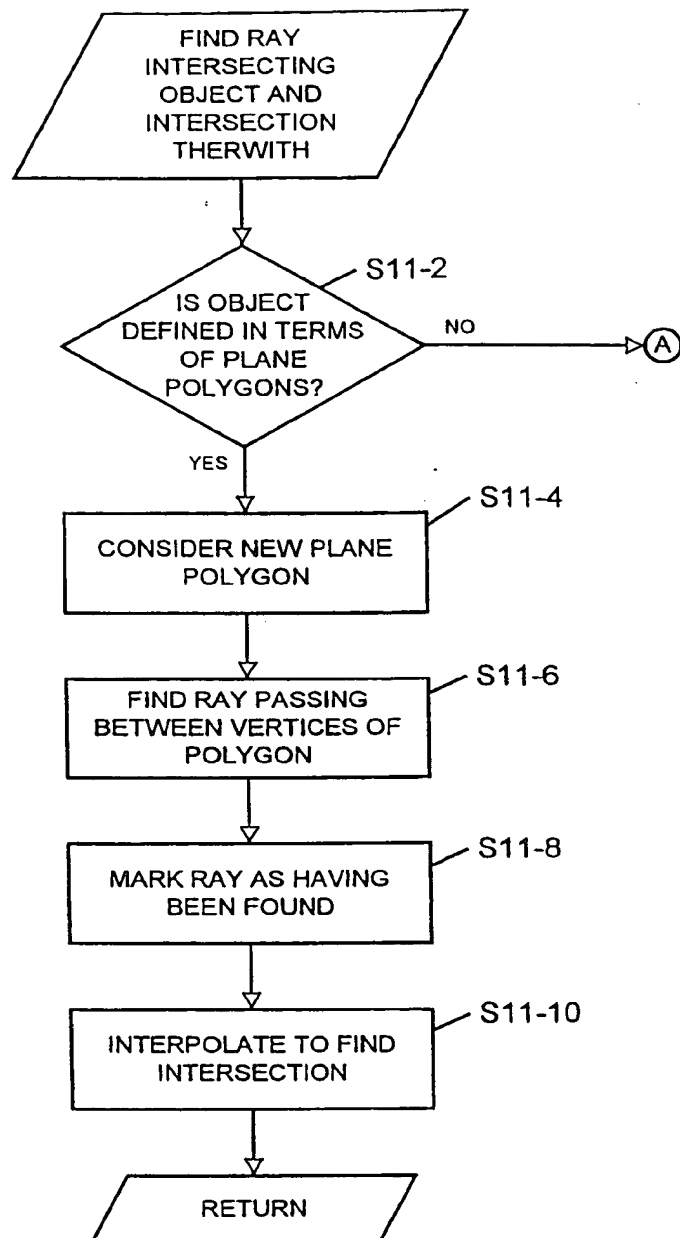 FIND RAY
INTERSECTING
OBJECT AND
INTERSECTION
THERWITH
S11-2
IS OBJECT
DEFINED IN TERMS
OF PLANE
POLYGONS?
NO
A
YES
S11-4
CONSIDER NEW PLANE
POLYGON
S11-6
FIND RAY PASSING
BETWEEN VERTICES OF
POLYGON
S11-8
MARK RAY AS HAVING
BEEN FOUND
S11-10
INTERPOLATE TO FIND
INTERSECTION
RETURN